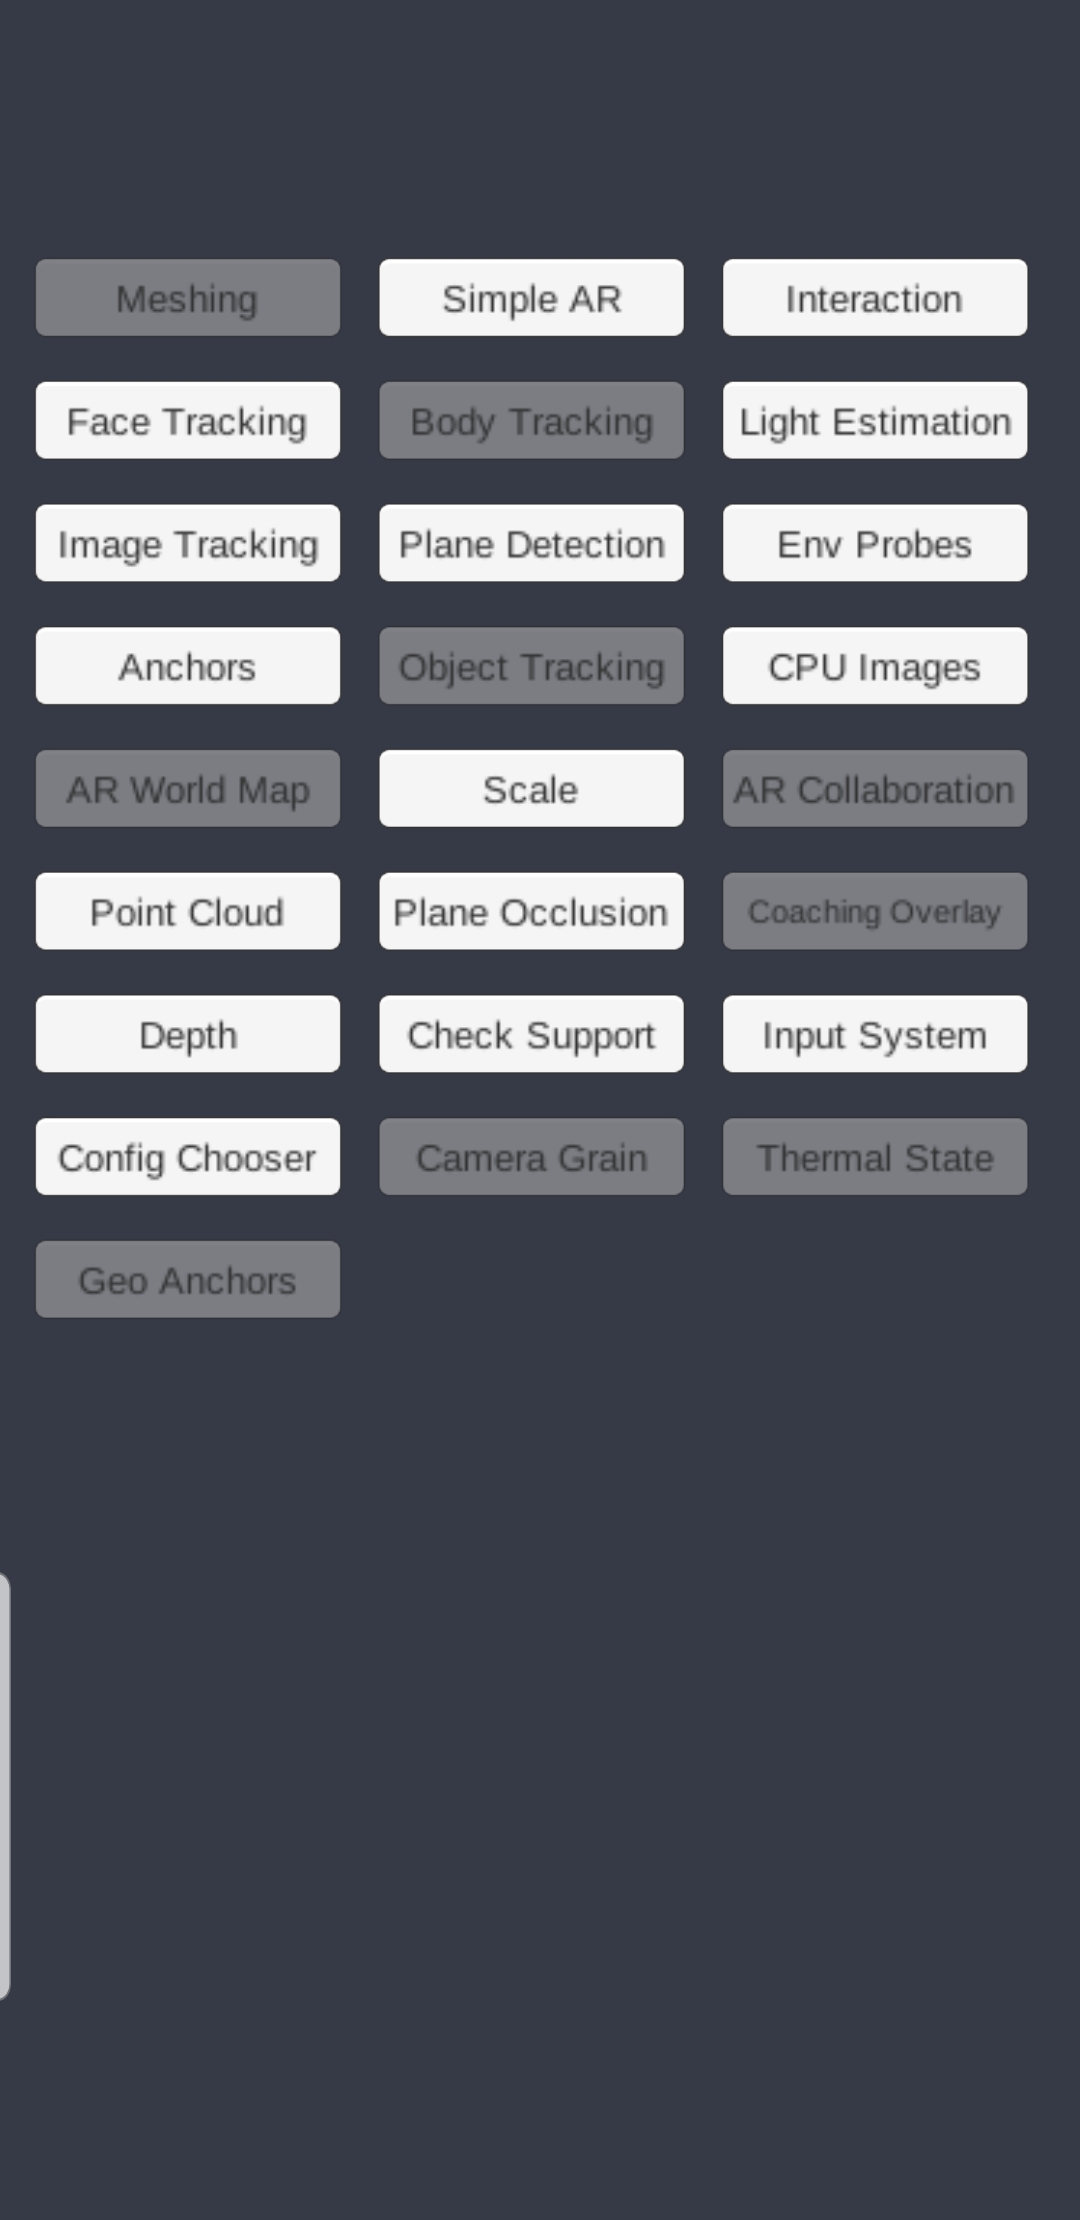 Meshing
Simple AR
Interaction
Face Tracking
Body Tracking
Light Estimation
Image Tracking
Plane Detection
Env Probes
Anchors
Object Tracking
CPU Images
AR World Map
Scale
AR Collaboration
Point Cloud
Plane Occlusion
Coaching Overlay
Depth
Check Support
Input System
Config Chooser
Camera Grain
Thermal State
Geo Anchors